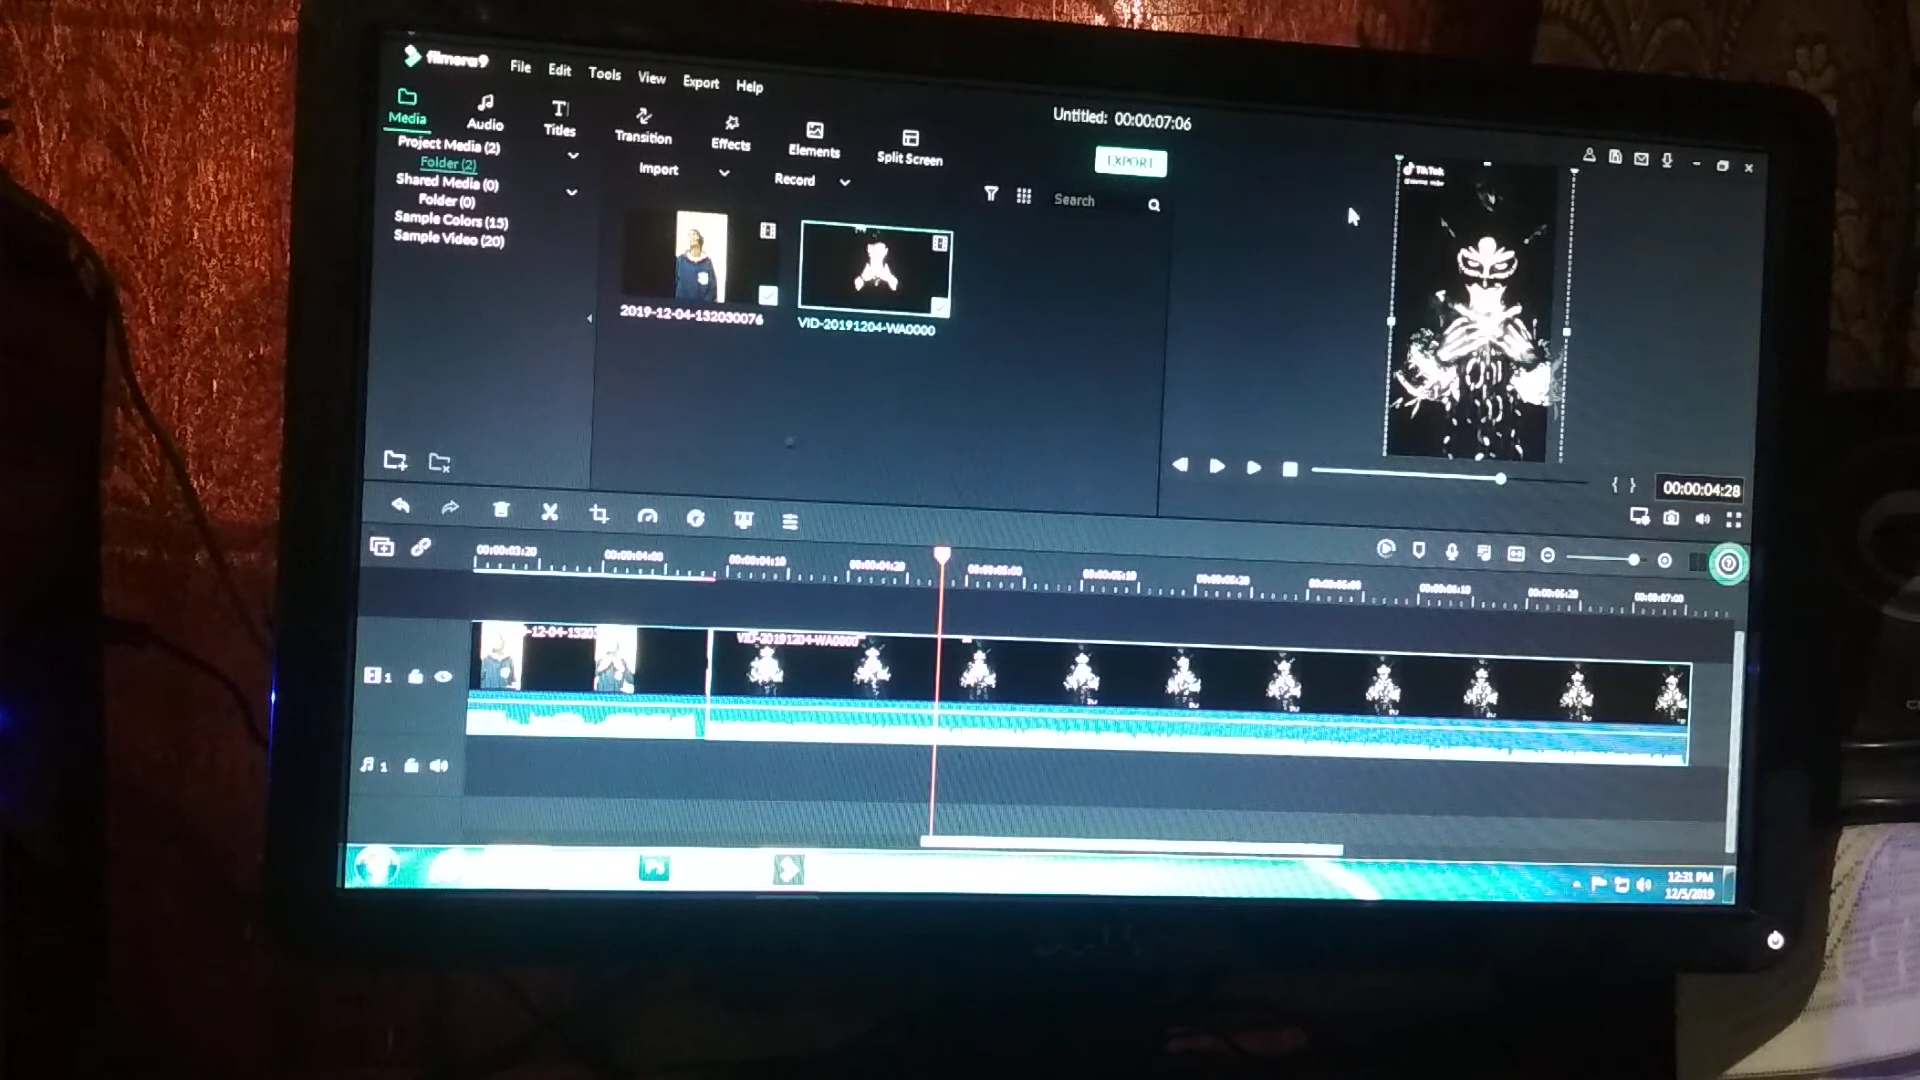 filmora9 File Edit Tools View Export Help
Untitled: 00:00:07:06
Media Audio Titles Transition Effects Elements Split Screen
EXPORT
Project Media (2)
Folder (2)
Shared Media (0)
Folder (0)
Sample Colors (15)
Sample Video (20)
Import Record Search
2019-12-04-132030076
VID-20191204-WA0000
TikTok
{ } 00:00:04:28
00:00:03:20 00:00:04:00 00:00:04:10 00:00:04:20 00:00:05:00 00:00:05:10 00:00:05:20 00:00:06:00 00:00:06:10 00:00:06:20 00:00:07:00
VID-20191204-WA0000
1
1
12:31 PM
12/5/2019